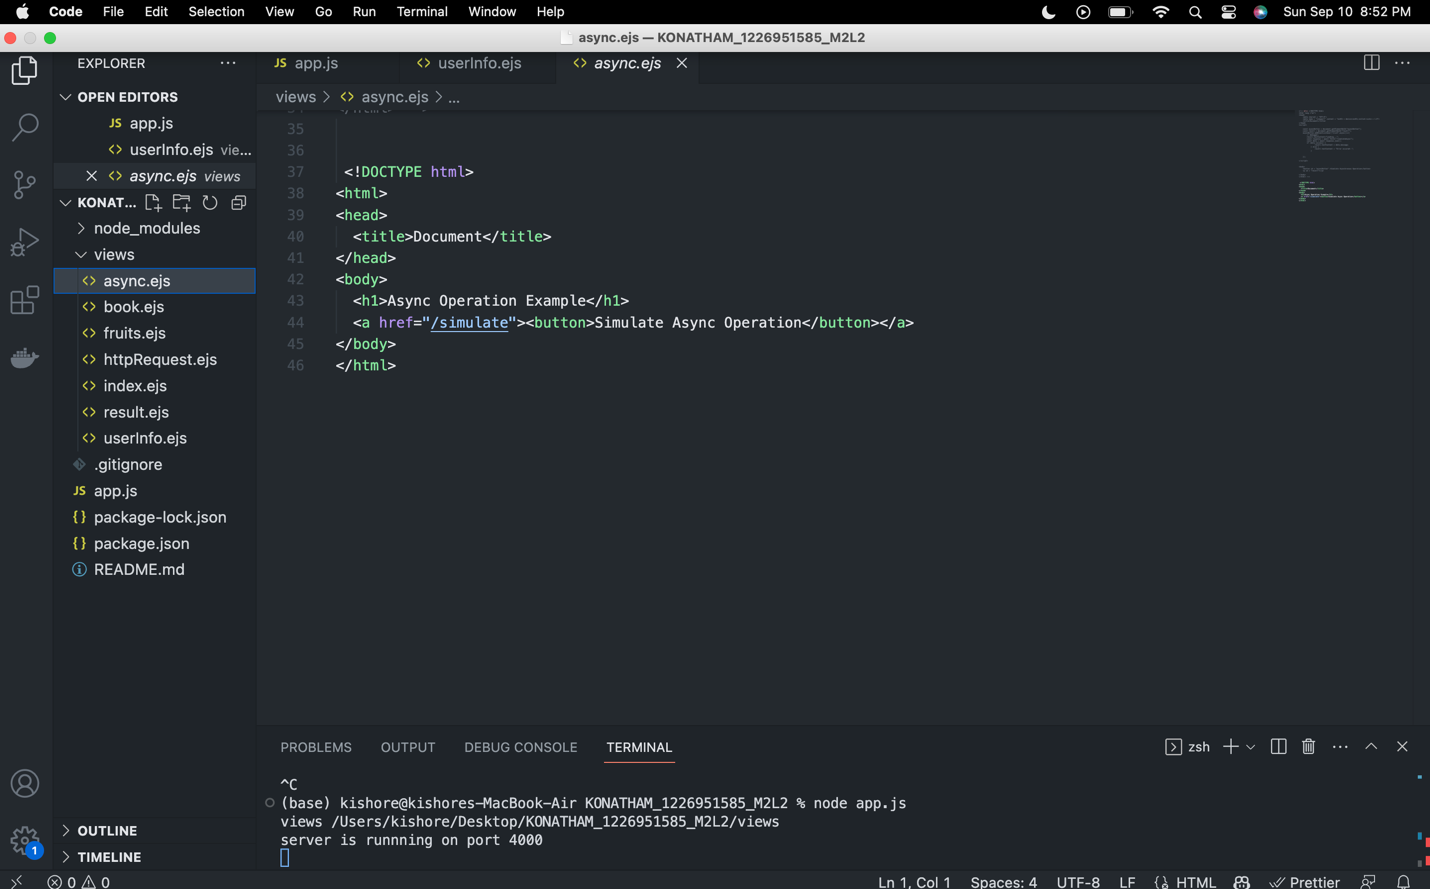 Code File Edit Selection View Go Run Terminal Window Help Sun Sep 10 8:52 PM
async.ejs — KONATHAM_1226951585_M2L2
EXPLORER ...
JS app.js <> userInfo.ejs <> async.ejs
OPEN EDITORS
views > <> async.ejs > ...
JS app.js
<> userInfo.ejs vie...
<> async.ejs views
KONAT...
node_modules
views
<> async.ejs
<> book.ejs
<> fruits.ejs
<> httpRequest.ejs
<> index.ejs
<> result.ejs
<> userInfo.ejs
.gitignore
JS app.js
{} package-lock.json
{} package.json
README.md
OUTLINE
TIMELINE
35
36
37 <!DOCTYPE html>
38 <html>
39 <head>
40 <title>Document</title>
41 </head>
42 <body>
43 <h1>Async Operation Example</h1>
44 <a href="/simulate"><button>Simulate Async Operation</button></a>
45 </body>
46 </html>
PROBLEMS OUTPUT DEBUG CONSOLE TERMINAL zsh
^C
(base) kishore@kishores-MacBook-Air KONATHAM_1226951585_M2L2 % node app.js
views /Users/kishore/Desktop/KONATHAM_1226951585_M2L2/views
server is runnning on port 4000
1
0 0 Ln 1, Col 1 Spaces: 4 UTF-8 LF {} HTML Prettier